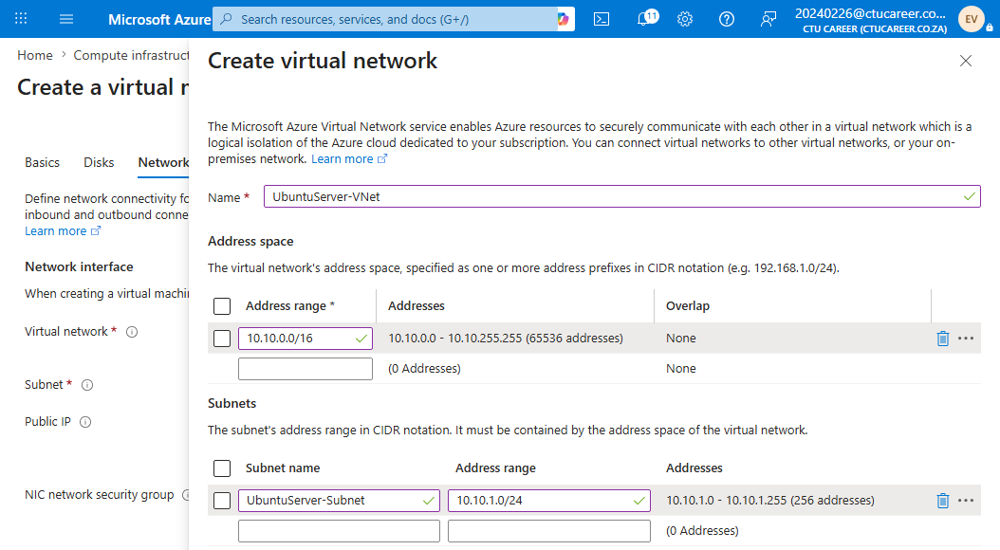 Microsoft Azure
Search resources, services, and docs (G+/)
11
20240226@ctucareer.co...
CTU CAREER (CTUCAREER.CO.ZA)
EV
Home > Compute infrastruct
Create a virtual n
Basics
Disks
Network
Define network connectivity fo
inbound and outbound conne
Learn more
Network interface
When creating a virtual machi
Virtual network *
Subnet *
Public IP
NIC network security group
Create virtual network
The Microsoft Azure Virtual Network service enables Azure resources to securely communicate with each other in a virtual network which is a
logical isolation of the Azure cloud dedicated to your subscription. You can connect virtual networks to other virtual networks, or your on-
premises network. Learn more
Name *
UbuntuServer-VNet
Address space
The virtual network's address space, specified as one or more address prefixes in CIDR notation (e.g. 192.168.1.0/24).
Address range *
Addresses
Overlap
10.10.0.0/16
10.10.0.0 - 10.10.255.255 (65536 addresses)
None
(0 Addresses)
None
Subnets
The subnet's address range in CIDR notation. It must be contained by the address space of the virtual network.
Subnet name
Address range
Addresses
UbuntuServer-Subnet
10.10.1.0/24
10.10.1.0 - 10.10.1.255 (256 addresses)
(0 Addresses)